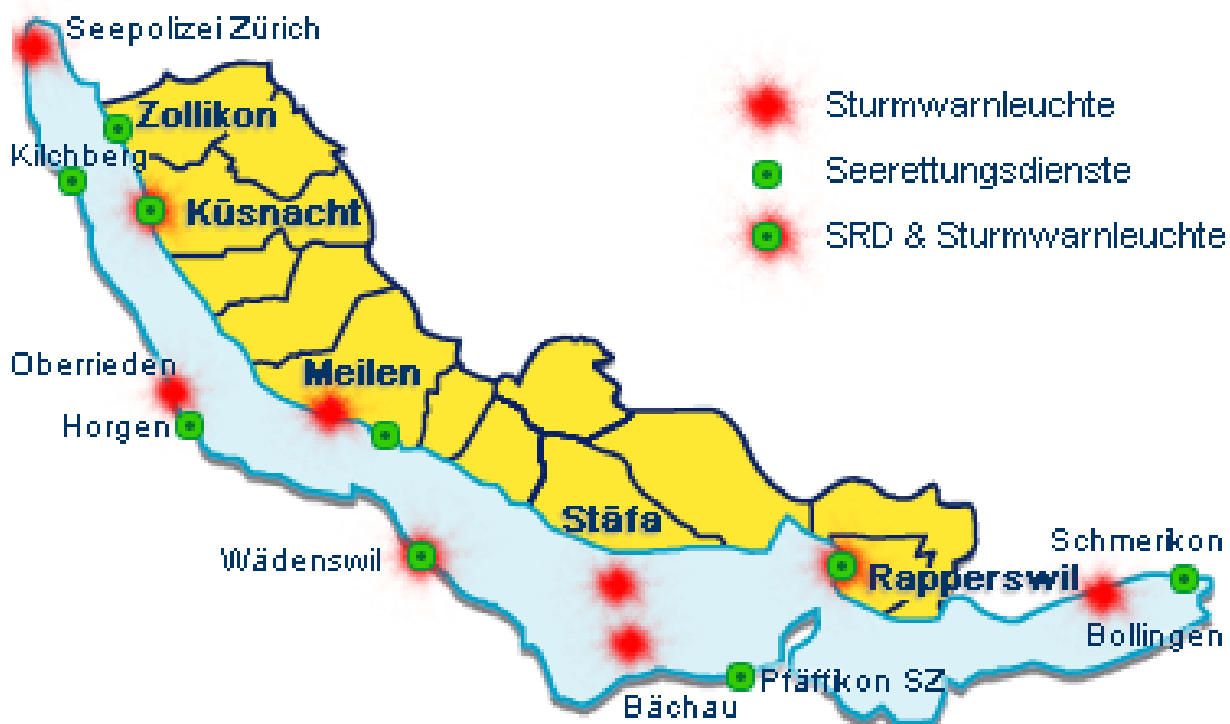 Seepolizei Zürich
Zollikon
Sturmwarnleuchte
Kilchberg
Seerettungsdienste
Küsnacht
SRD & Sturmwarnleuchte
Oberrieden
Meilen
Horgen
Stäfa
Wädenswil
Schmerikon
Rapperswil
Bollingen
Pfäffikon SZ
Bächau